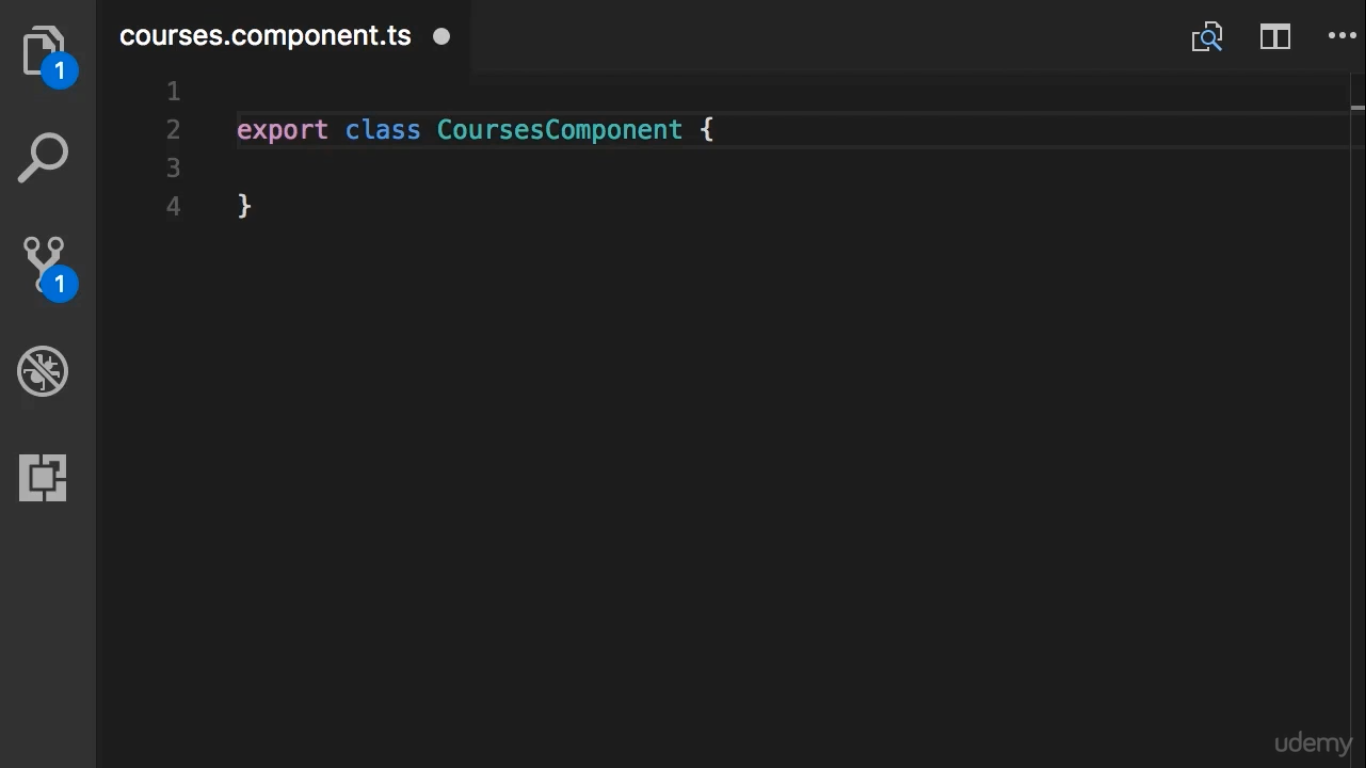 courses.component.ts
1
1
2 export class CoursesComponent {
3
4 }
1
udemy